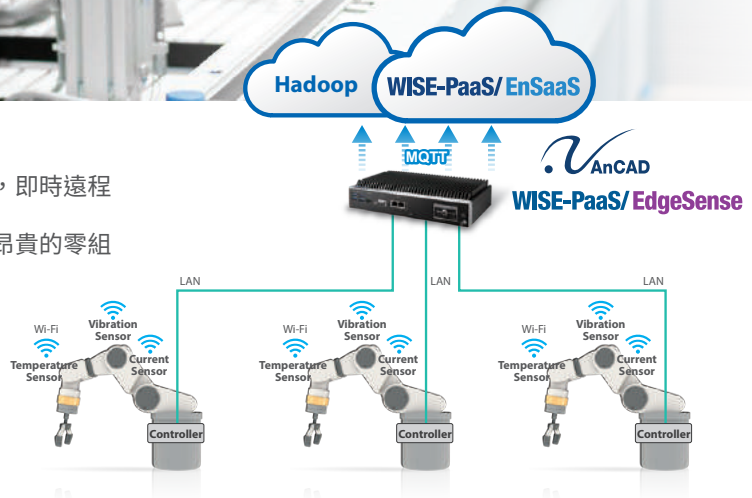 Hadoop
WISE-PaaS/ EnSaaS
MQTT
，即時遠程
昂貴的零組
AnCAD
WISE-PaaS/ EdgeSense
LAN
LAN
LAN
Wi-Fi
Vibration
Sensor
Temperature
Sensor
Current
Sensor
Controller
Wi-Fi
Vibration
Sensor
Temperature
Sensor
Current
Sensor
Controller
Wi-Fi
Vibration
Sensor
Temperature
Sensor
Current
Sensor
Controller